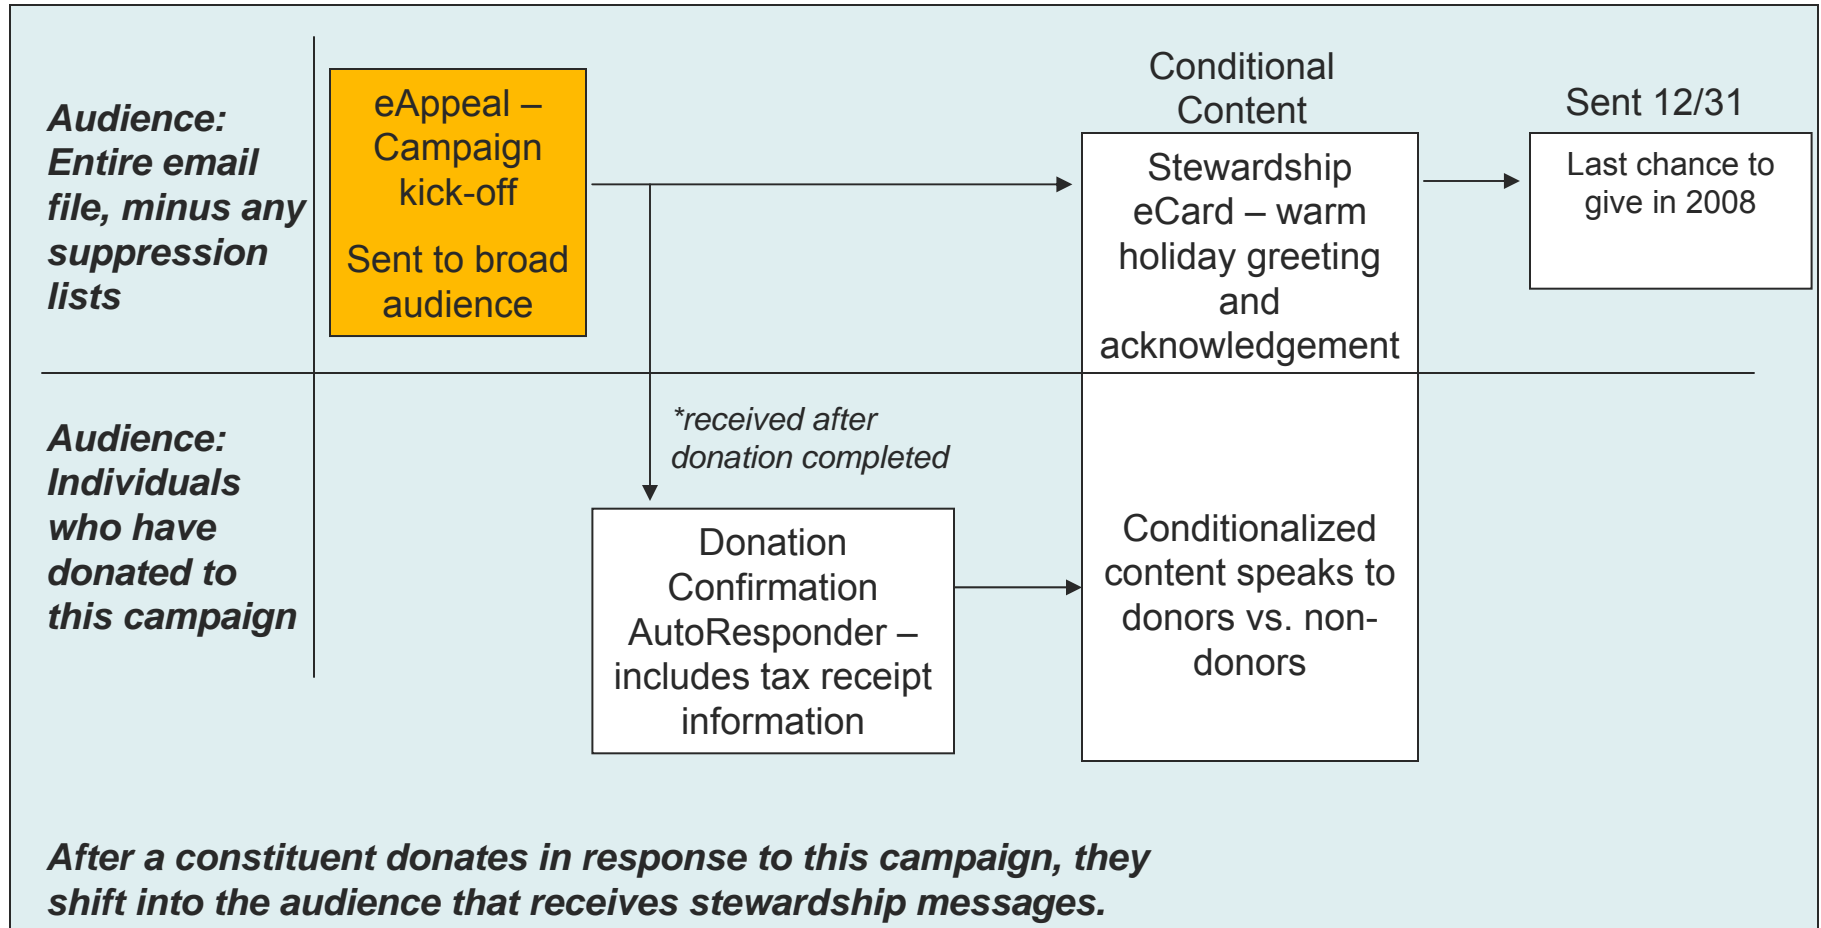 Audience:
Entire email
file, minus any
suppression
lists
eAppeal –
Campaign
kick-off
Sent to broad
audience
Conditional
Content
Stewardship
eCard – warm
holiday greeting
and
acknowledgement
Sent 12/31
Last chance to
give in 2008
Audience:
Individuals
who have
donated to
this campaign
*received after
donation completed
Donation
Confirmation
AutoResponder –
includes tax receipt
information
Conditionalized
content speaks to
donors vs. non-
donors
After a constituent donates in response to this campaign, they
shift into the audience that receives stewardship messages.